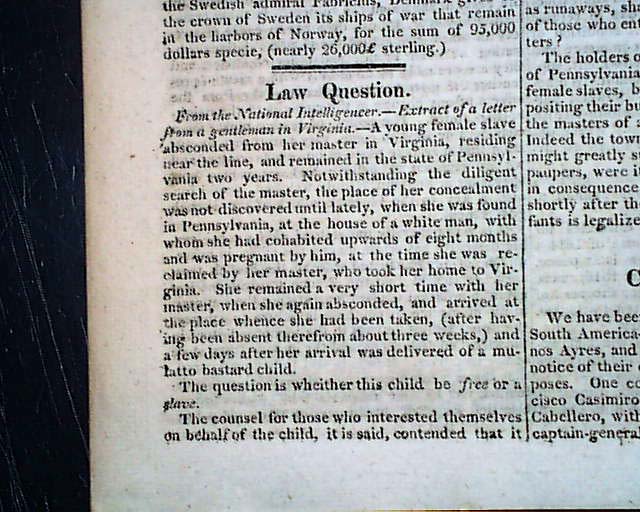 the Swedish admiral Fabricius, Denmark gives
the crown of Sweden its ships of war that remain
in the harbors of Norway, for the sum of 95,000
dollars specie, (nearly 26,000£ sterling.)
Law Question.
From the National Intelligencer.—Extract of a letter
from a gentleman in Virginia.—A young female slave
absconded from her master in Virginia, residing
near the line, and remained in the state of Pennsyl-
vania two years. Notwithstanding the diligent
search of the master, the place of her concealment
was not discovered until lately, when she was found
in Pennsylvania, at the house of a white man, with
whom she had cohabited upwards of eight months
and was pregnant by him, at the time she was re-
claimed by her master, who took her home to Vir-
ginia. She remained a very short time with her
master, when she again absconded, and arrived at
the place whence she had been taken, (after hav-
ing been absent therefrom about three weeks,) and
a few days after her arrival was delivered of a mu-
latto bastard child.
The question is wheither this child be free or a
slave.
The counsel for those who interested themselves
on behalf of the child, it is said, contended that it
as runaways, 
of those who 
ters?
The holders o
of Pennsylvania
female slaves, b
positing their b
the masters of 
Indeed the town
might greatly s
paupers, were i
in consequence
shortly after th
fants is legalize
C
We have bee
South America
nos Ayres, and
notice of their 
poses. One c
cisco Casimiro
Cabellero, wit
captain-general